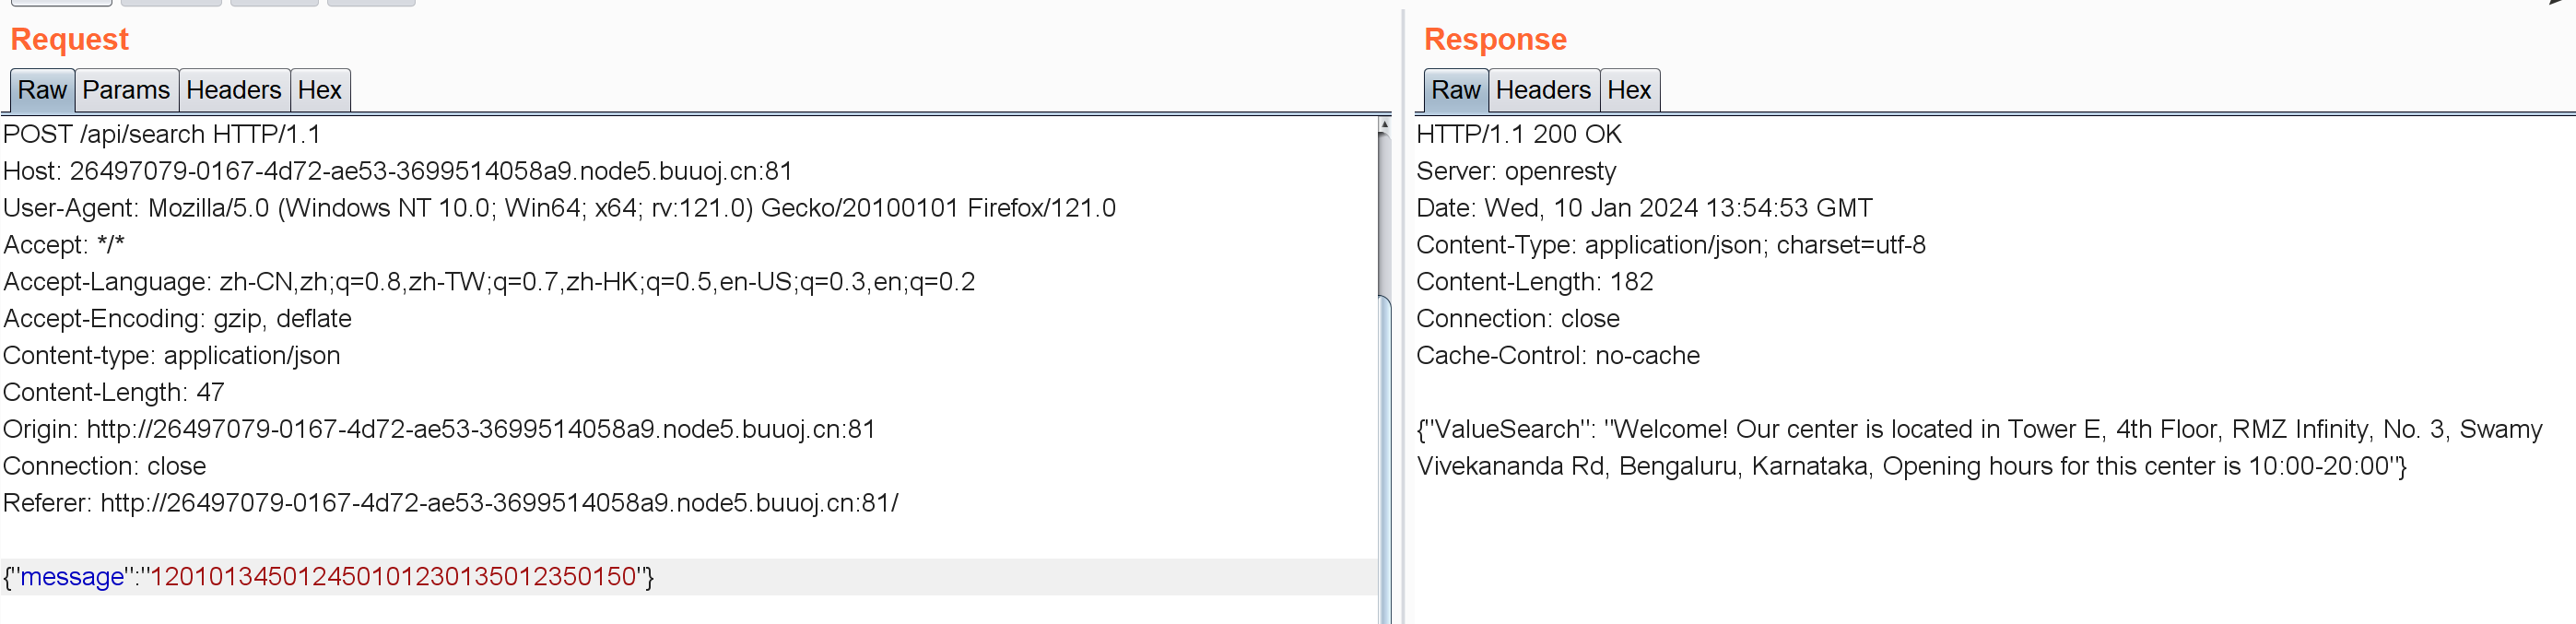 Request
Raw Params Headers Hex
POST /api/search HTTP/1.1
Host: 26497079-0167-4d72-ae53-3699514058a9.node5.buuoj.cn:81
User-Agent: Mozilla/5.0 (Windows NT 10.0; Win64; x64; rv:121.0) Gecko/20100101 Firefox/121.0
Accept: */*
Accept-Language: zh-CN,zh;q=0.8,zh-TW;q=0.7,zh-HK;q=0.5,en-US;q=0.3,en;q=0.2
Accept-Encoding: gzip, deflate
Content-type: application/json
Content-Length: 47
Origin: http://26497079-0167-4d72-ae53-3699514058a9.node5.buuoj.cn:81
Connection: close
Referer: http://26497079-0167-4d72-ae53-3699514058a9.node5.buuoj.cn:81/
{"message":"120101345012450101230135012350150"}
Response
Raw Headers Hex
HTTP/1.1 200 OK
Server: openresty
Date: Wed, 10 Jan 2024 13:54:53 GMT
Content-Type: application/json; charset=utf-8
Content-Length: 182
Connection: close
Cache-Control: no-cache
{"ValueSearch": "Welcome! Our center is located in Tower E, 4th Floor, RMZ Infinity, No. 3, Swamy
Vivekananda Rd, Bengaluru, Karnataka, Opening hours for this center is 10:00-20:00"}